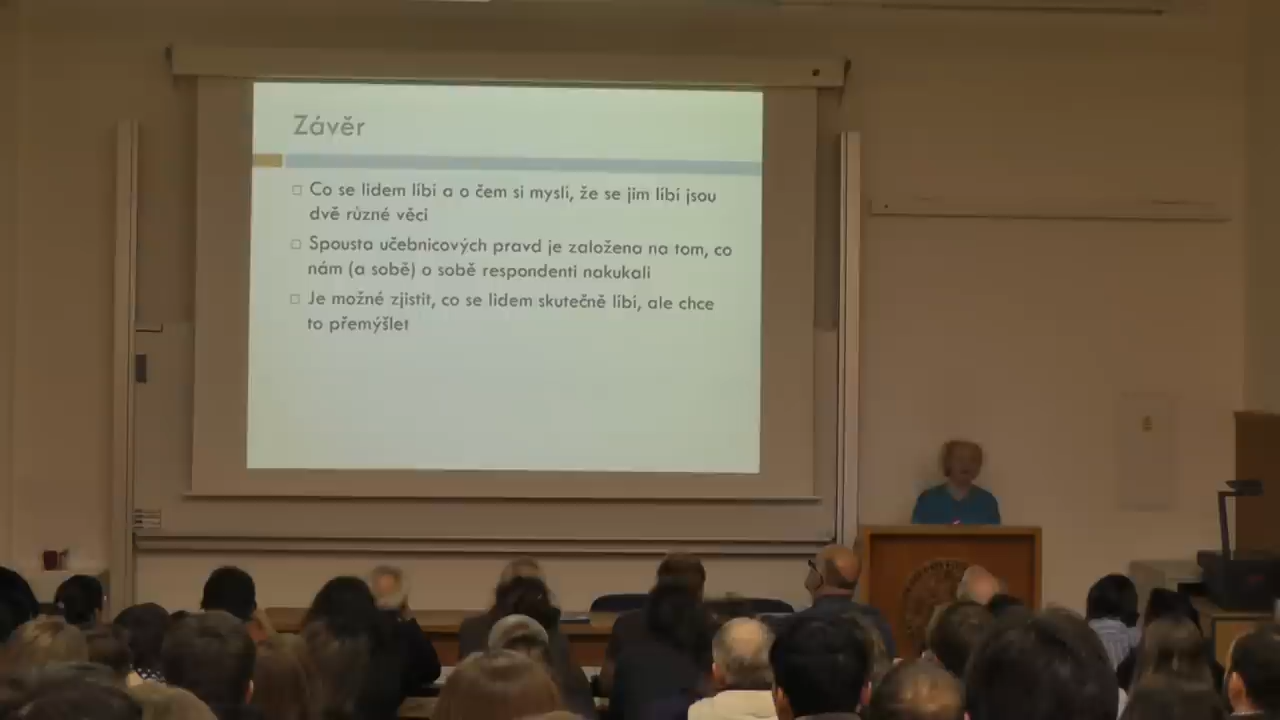 Závěr
Co se lidem líbí a o čem si myslí, že se jim líbí jsou
dvě různé věci
Spousta učebnicových pravd je založena na tom, co
nám (a sobě) o sobě respondenti nakukali
Je možné zjistit, co se lidem skutečně líbí, ale chce
to přemýšlet